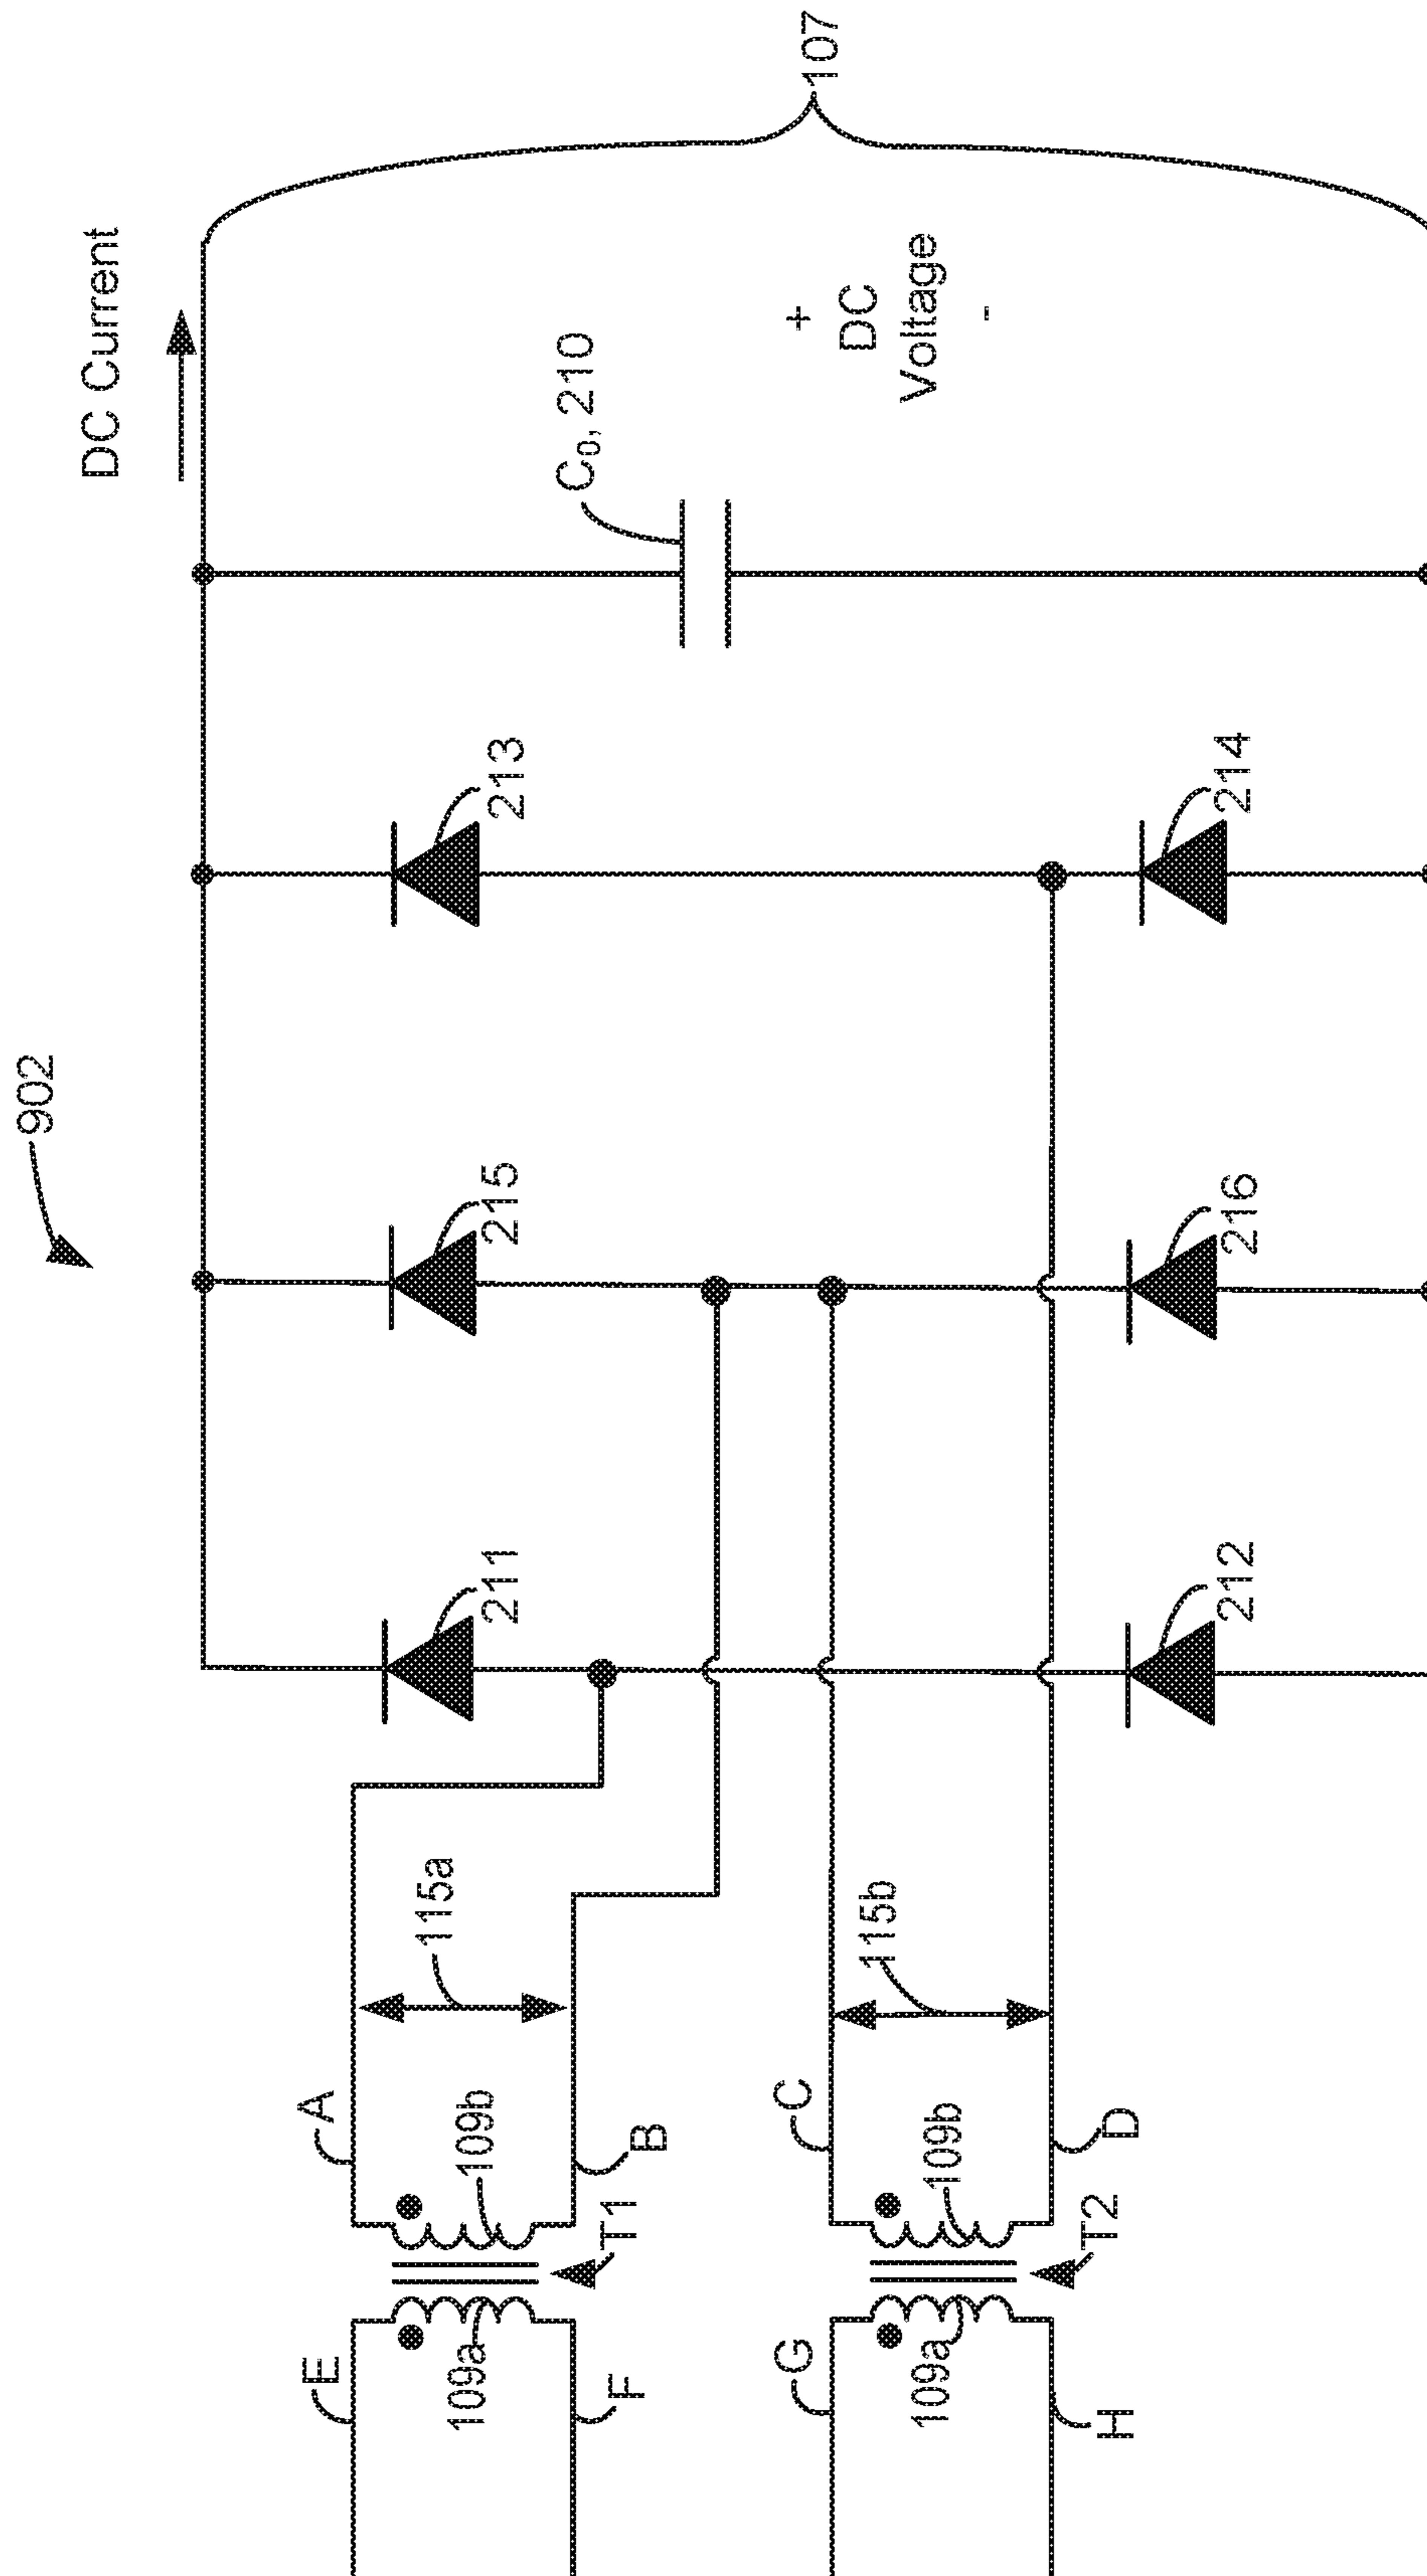 902
DC Current
107
+
DC
Voltage
-
C₀, 210
213
214
215
216
211
212
115a
115b
A
B
C
D
109b
109b
T1
T2
E
F
G
H
109a
109a